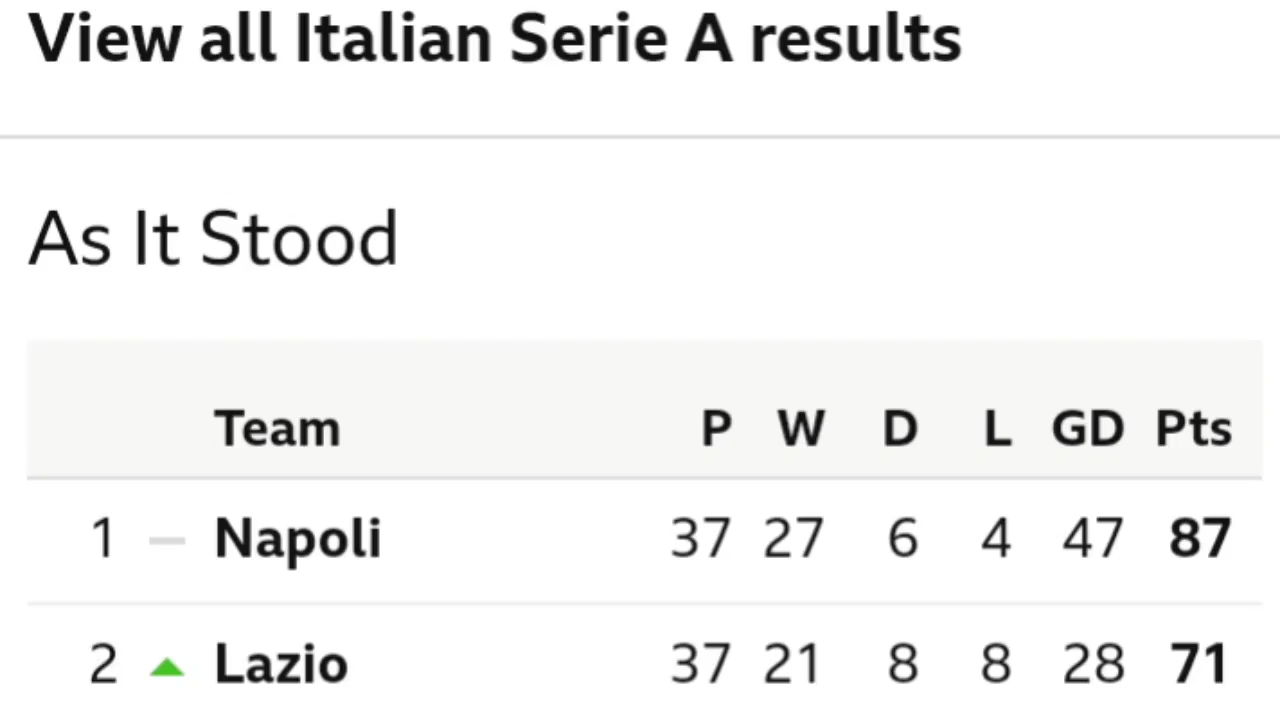 View all Italian Serie A results
As It Stood
Team P W D L GD Pts
1 Napoli 37 27 6 4 47 87
2 Lazio 37 21 8 8 28 71